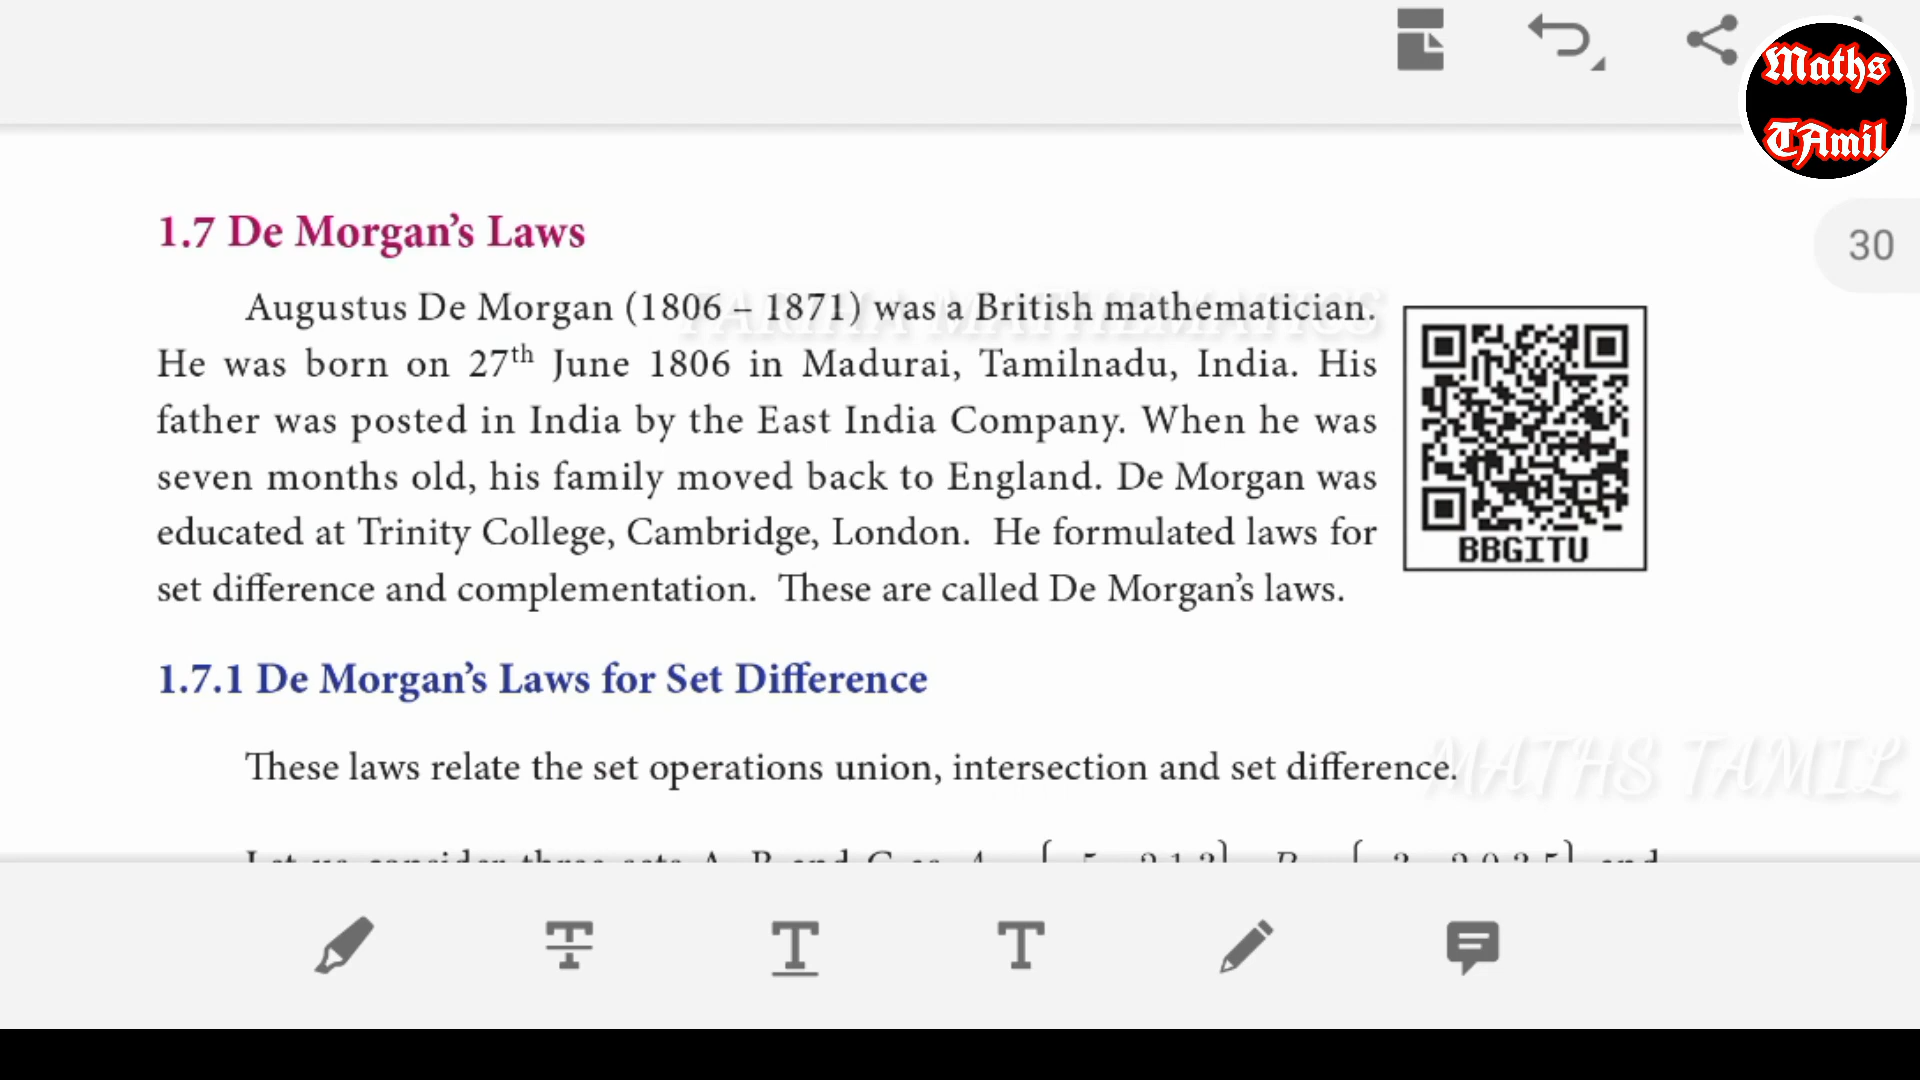 Maths
TAmil
30
1.7 De Morgan’s Laws
Augustus De Morgan (1806 – 1871) was a British mathematician.
He was born on 27th June 1806 in Madurai, Tamilnadu, India. His
father was posted in India by the East India Company. When he was
seven months old, his family moved back to England. De Morgan was
educated at Trinity College, Cambridge, London. He formulated laws for
set difference and complementation. These are called De Morgan’s laws.
BBGITU
1.7.1 De Morgan’s Laws for Set Difference
These laws relate the set operations union, intersection and set difference.
MATHS TAMIL